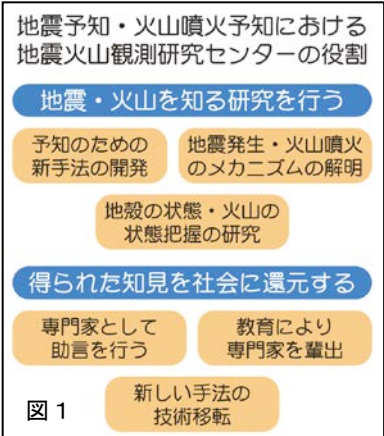 地震予知・火山噴火予知における
地震火山観測研究センターの役割
地震・火山を知る研究を行う
予知のための
新手法の開発
地震発生・火山噴火
のメカニズムの解明
地殻の状態・火山の
状態把握の研究
得られた知見を社会に還元する
専門家として
助言を行う
教育により
専門家を輩出
新しい手法の
技術移転
図1